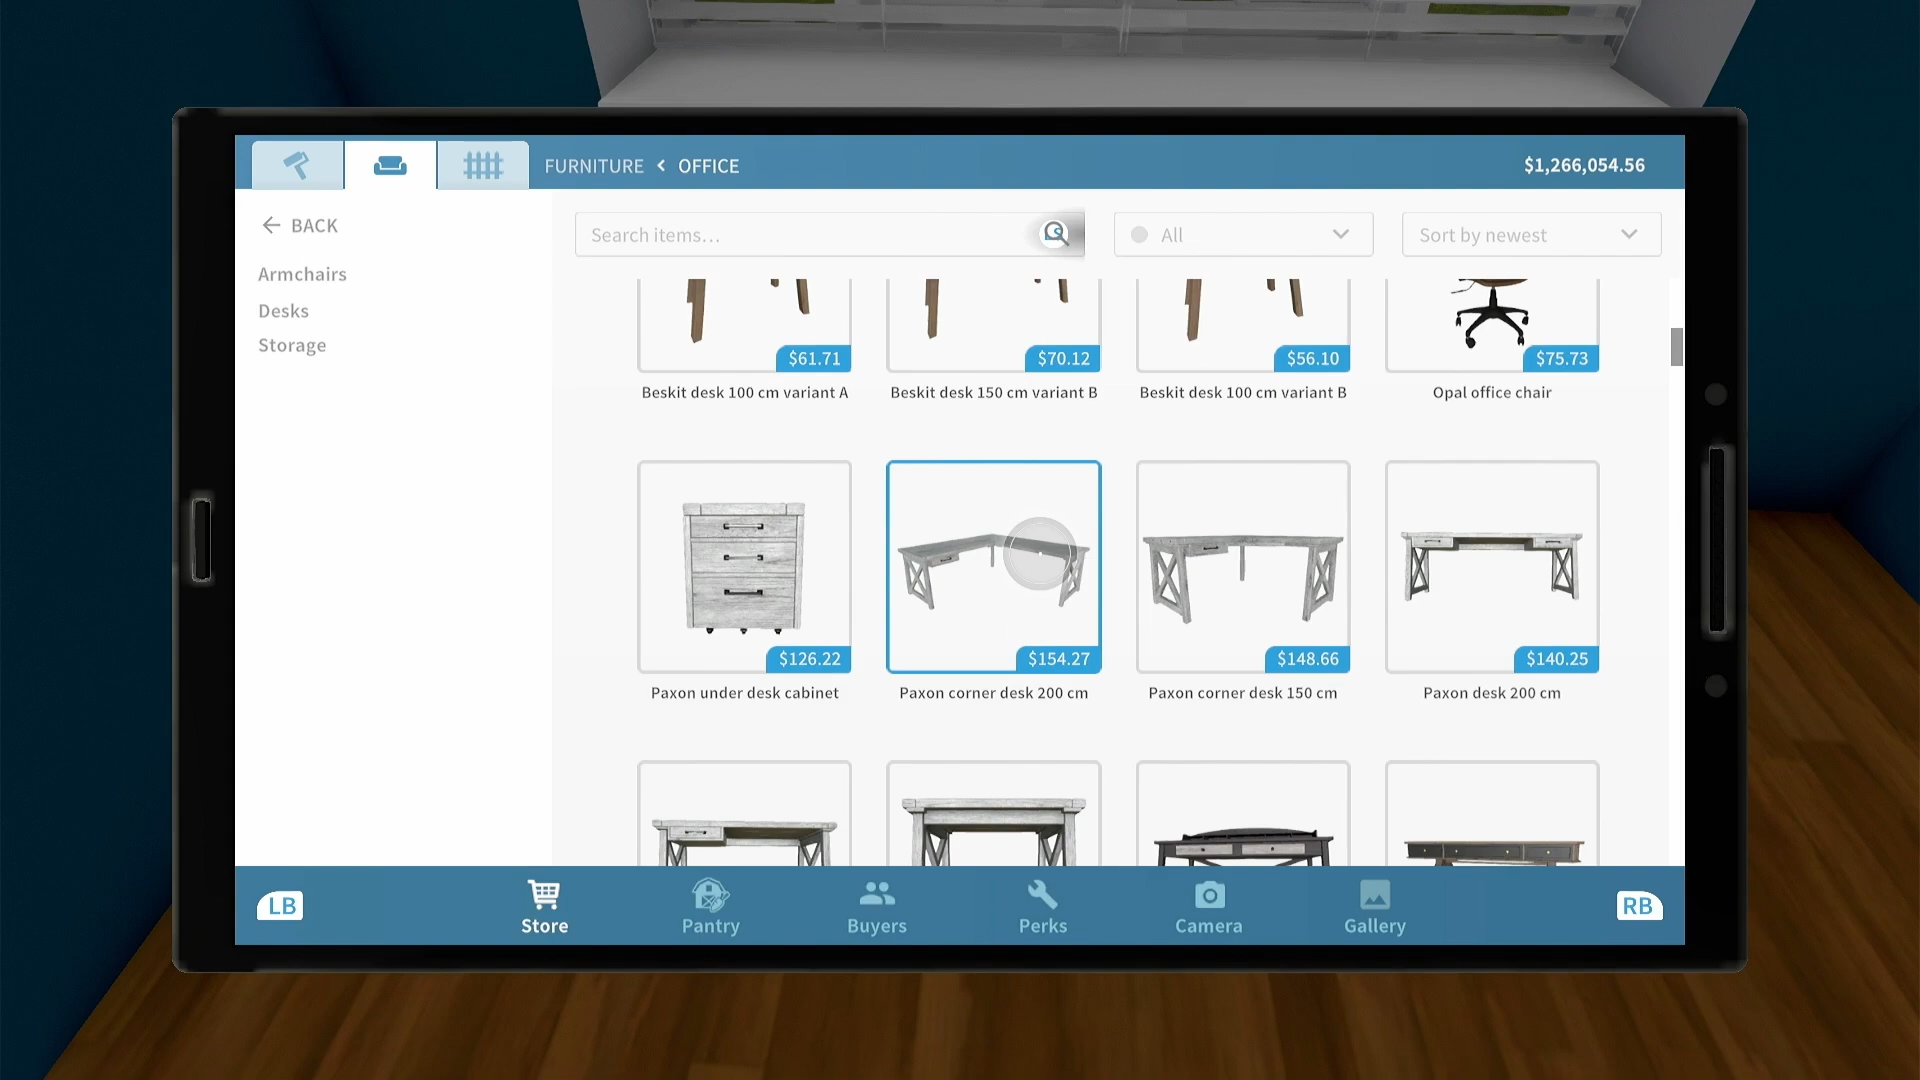 FURNITURE < OFFICE
$1,266,054.56
BACK
Armchairs
Desks
Storage
Search items...
LS
All
Sort by newest
$61.71
$70.12
$56.10
$75.73
Beskit desk 100 cm variant A
Beskit desk 150 cm variant B
Beskit desk 100 cm variant B
Opal office chair
$126.22
$154.27
$148.66
$140.25
Paxon under desk cabinet
Paxon corner desk 200 cm
Paxon corner desk 150 cm
Paxon desk 200 cm
LB
Store
Pantry
Buyers
Perks
Camera
Gallery
RB